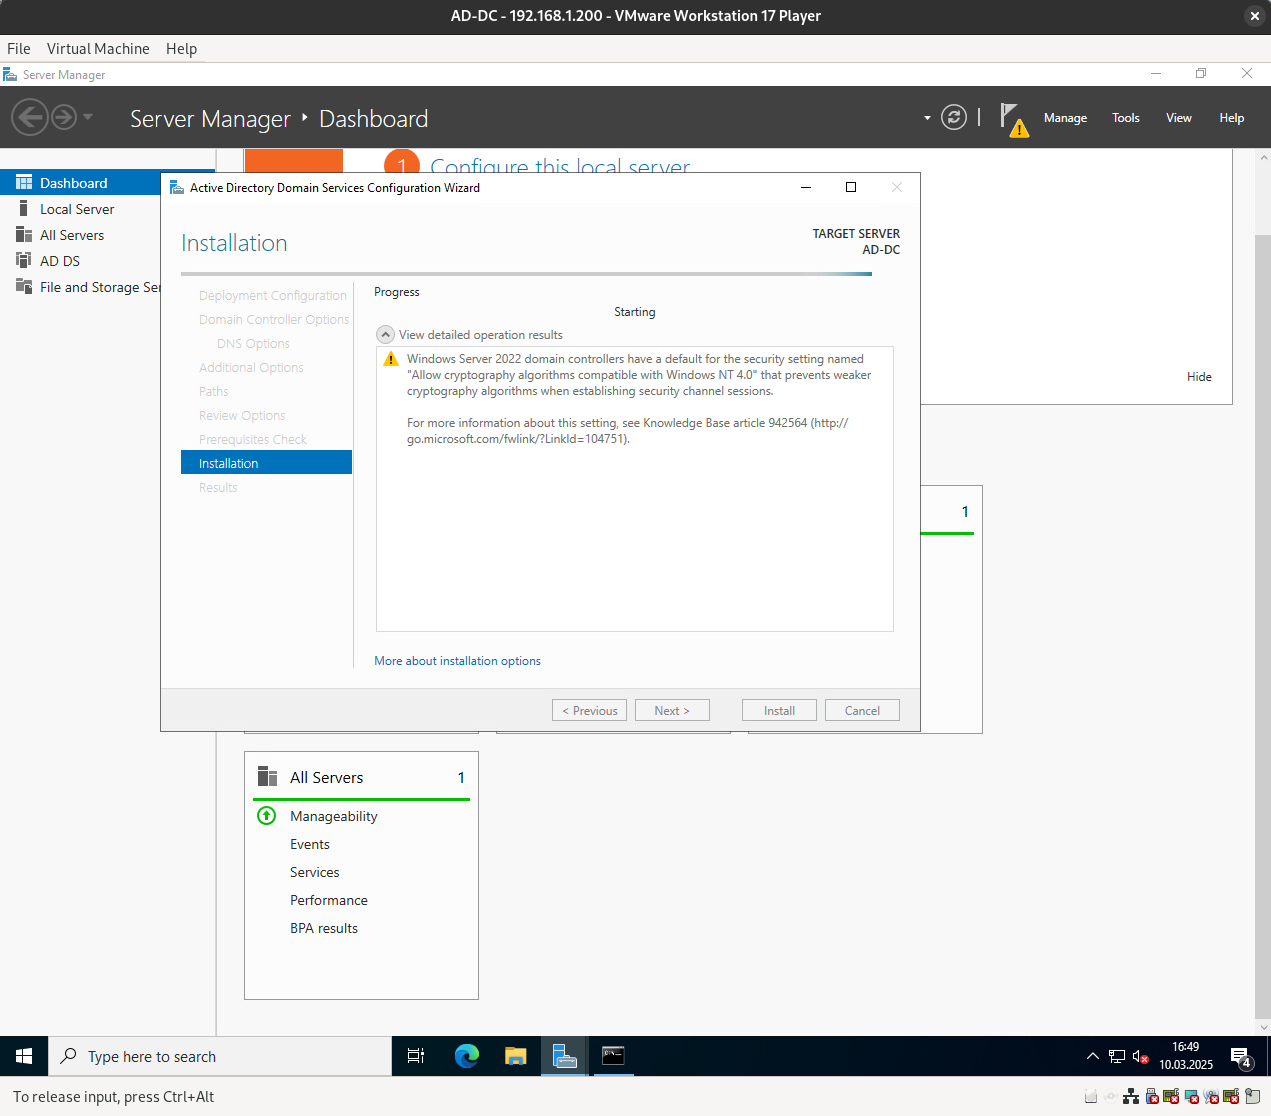 AD-DC - 192.168.1.200 - VMware Workstation 17 Player
File Virtual Machine Help
Server Manager
Server Manager Dashboard
Manage Tools View Help
1 Configure this local server
Dashboard
Local Server
All Servers
AD DS
File and Storage Ser
Active Directory Domain Services Configuration Wizard
Installation
TARGET SERVER
AD-DC
Deployment Configuration
Domain Controller Options
DNS Options
Additional Options
Paths
Review Options
Prerequisites Check
Installation
Results
Progress
Starting
View detailed operation results
Windows Server 2022 domain controllers have a default for the security setting named
"Allow cryptography algorithms compatible with Windows NT 4.0" that prevents weaker
cryptography algorithms when establishing security channel sessions.
For more information about this setting, see Knowledge Base article 942564 (http://
go.microsoft.com/fwlink/?LinkId=104751).
More about installation options
< Previous Next > Install Cancel
Hide
1
All Servers 1
Manageability
Events
Services
Performance
BPA results
Type here to search
16:49
10.03.2025
4
To release input, press Ctrl+Alt